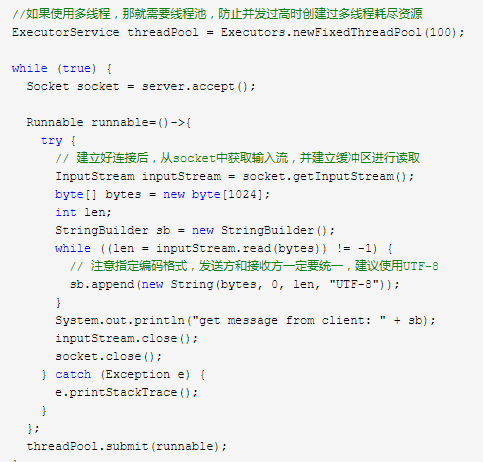 //如果使用多线程，那就需要线程池，防止并发过高时创建过多线程耗尽资源
ExecutorService threadPool = Executors.newFixedThreadPool(100);
while (true) {
Socket socket = server.accept();
Runnable runnable=()->{
try {
// 建立好连接后，从socket中获取输入流，并建立缓冲区进行读取
InputStream inputStream = socket.getInputStream();
byte[] bytes = new byte[1024];
int len;
StringBuilder sb = new StringBuilder();
while ((len = inputStream.read(bytes)) != -1) {
// 注意指定编码格式，发送方和接收方一定要统一，建议使用UTF-8
sb.append(new String(bytes, 0, len, "UTF-8"));
}
System.out.println("get message from client: " + sb);
inputStream.close();
socket.close();
} catch (Exception e) {
e.printStackTrace();
}
};
threadPool.submit(runnable);